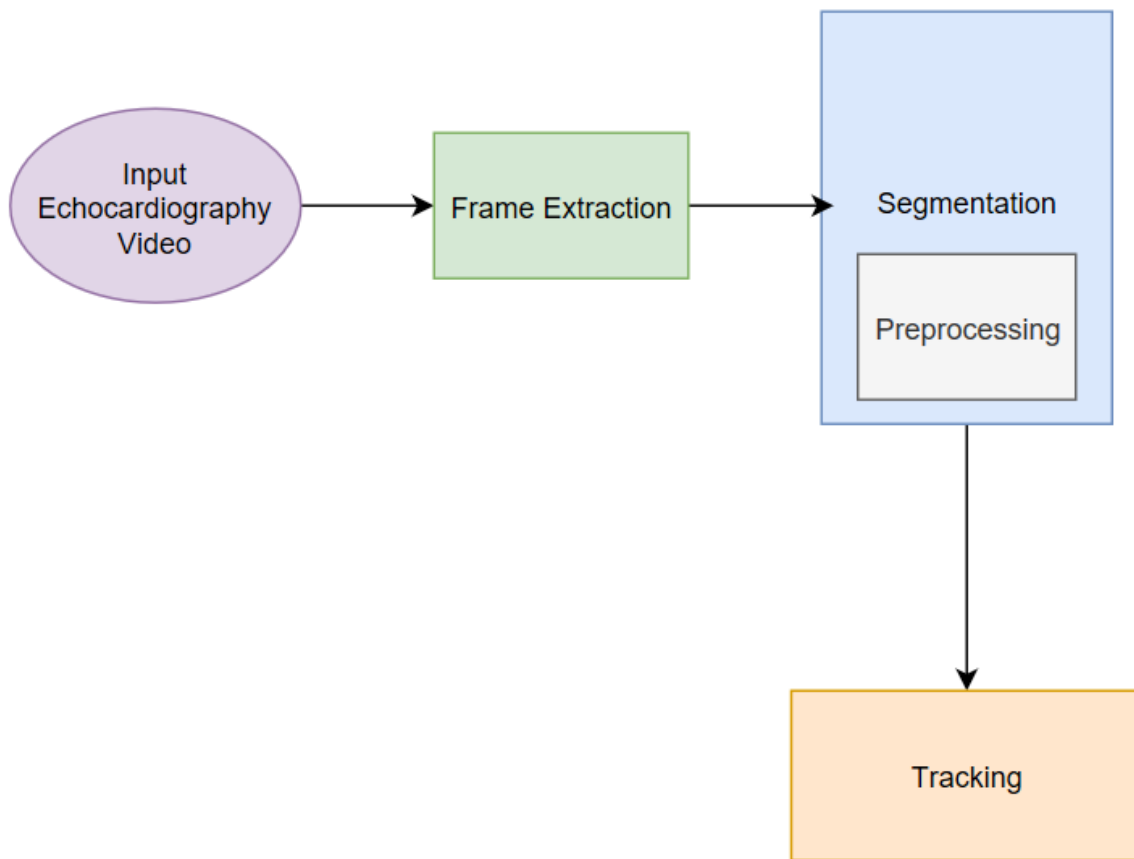 Input
Echocardiography
Video
Frame Extraction
Segmentation
Preprocessing
Tracking